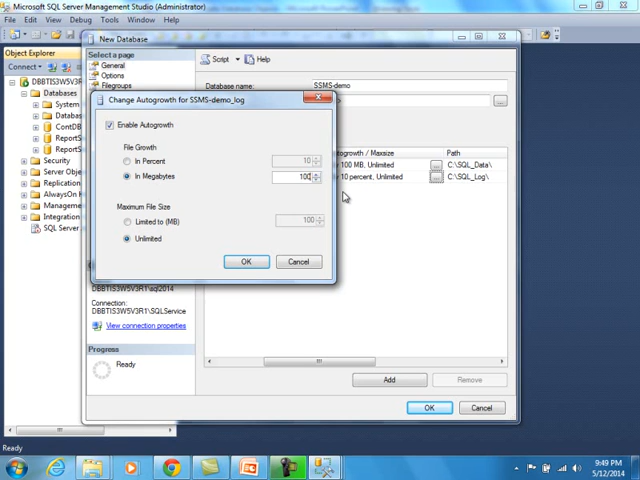 Microsoft SQL Server Management Studio (Administrator)
File Edit View Debug Tools Window Help
New Database
Object Explorer
Connect
DBBTIS3W5V3R
Databases
System
Databas
ContDB
ReportS
ReportS
Security
Server Obje
Replication
AlwaysOn H
Manageme
Integration
SQL Server
Select a page
General
Options
Filegroups
Script
Help
Database name:
SSMS-demo
Change Autogrowth for SSMS-demo_log
Enable Autogrowth
File Growth
In Percent
10
In Megabytes
100
Maximum File Size
Limited to (MB)
100
Unlimited
OK
Cancel
togrowth / Maxsize
Path
100 MB, Unlimited
...
C:\SQL_Data\
10 percent, Unlimited
...
C:\SQL_Log\
DBBTIS3W5V3R1\sql2014
Connection:
DBBTIS3W5V3R1\SQLService
View connection properties
Progress
Ready
Add
Remove
OK
Cancel
Ready
9:49 PM
5/12/2014